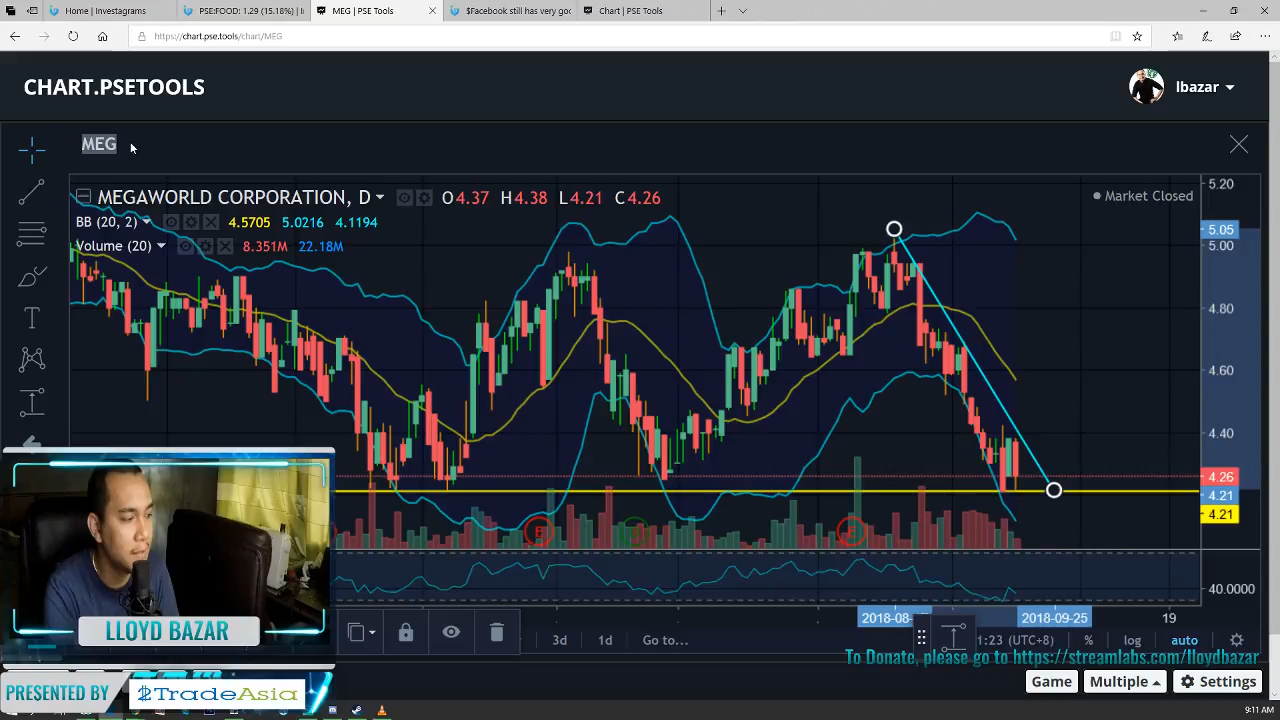 Home | Investagrams
PSE:FOOD: 1.29 (15.18%) | I
MEG | PSE Tools
$Facebook still has very goo
Chart | PSE Tools
https://chart.pse.tools/chart/MEG
CHART.PSETOOLS
lbazar
MEG
MEGAWORLD CORPORATION, D
O4.37 H4.38 L4.21 C4.26
Market Closed
BB (20, 2) 4.5705 5.0216 4.1194
Volume (20) 8.351M 22.18M
5.20
5.05
5.00
4.80
4.60
4.40
4.26
4.21
4.21
40.0000
2018-08-
2018-09-25
19
3d 1d Go to...
1:23 (UTC+8) % log auto
LLOYD BAZAR
To Donate, please go to https://streamlabs.com/lloydbazar
PRESENTED BY
$TradeAsia
Game Multiple Settings
9:11 AM